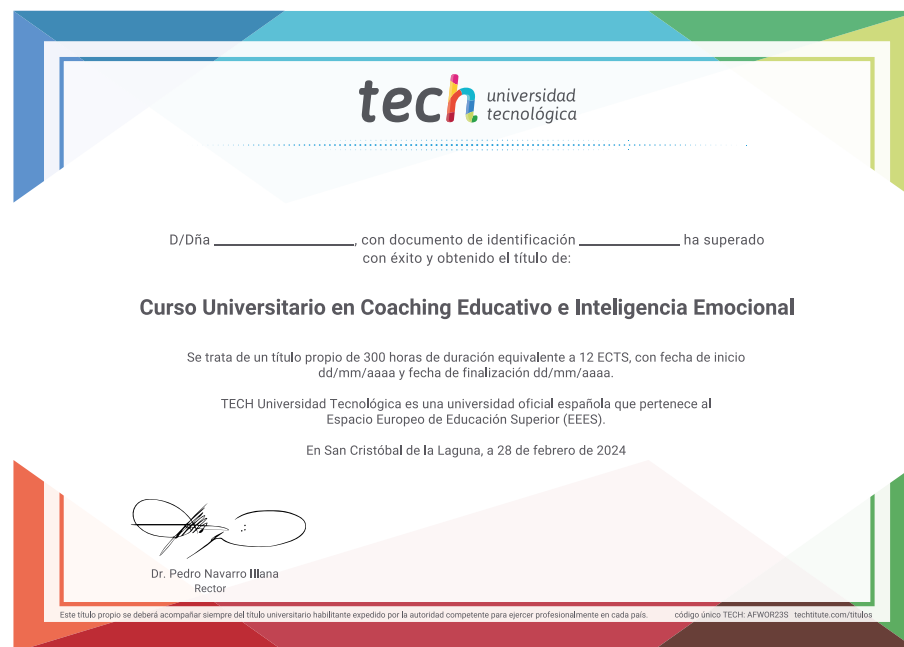 tech universidad
tecnológica
D/Dña ____________________, con documento de identificación ______________ ha superado
con éxito y obtenido el título de:
Curso Universitario en Coaching Educativo e Inteligencia Emocional
Se trata de un título propio de 300 horas de duración equivalente a 12 ECTS, con fecha de inicio
dd/mm/aaaa y fecha de finalización dd/mm/aaaa.
TECH Universidad Tecnológica es una universidad oficial española que pertenece al
Espacio Europeo de Educación Superior (EEES).
En San Cristóbal de la Laguna, a 28 de febrero de 2024
Dr. Pedro Navarro Illana
Rector
Este título propio se deberá acompañar siempre del título universitario habilitante expedido por la autoridad competente para ejercer profesionalmente en cada país. código único TECH: AFWOR23S techtitute.com/titulos